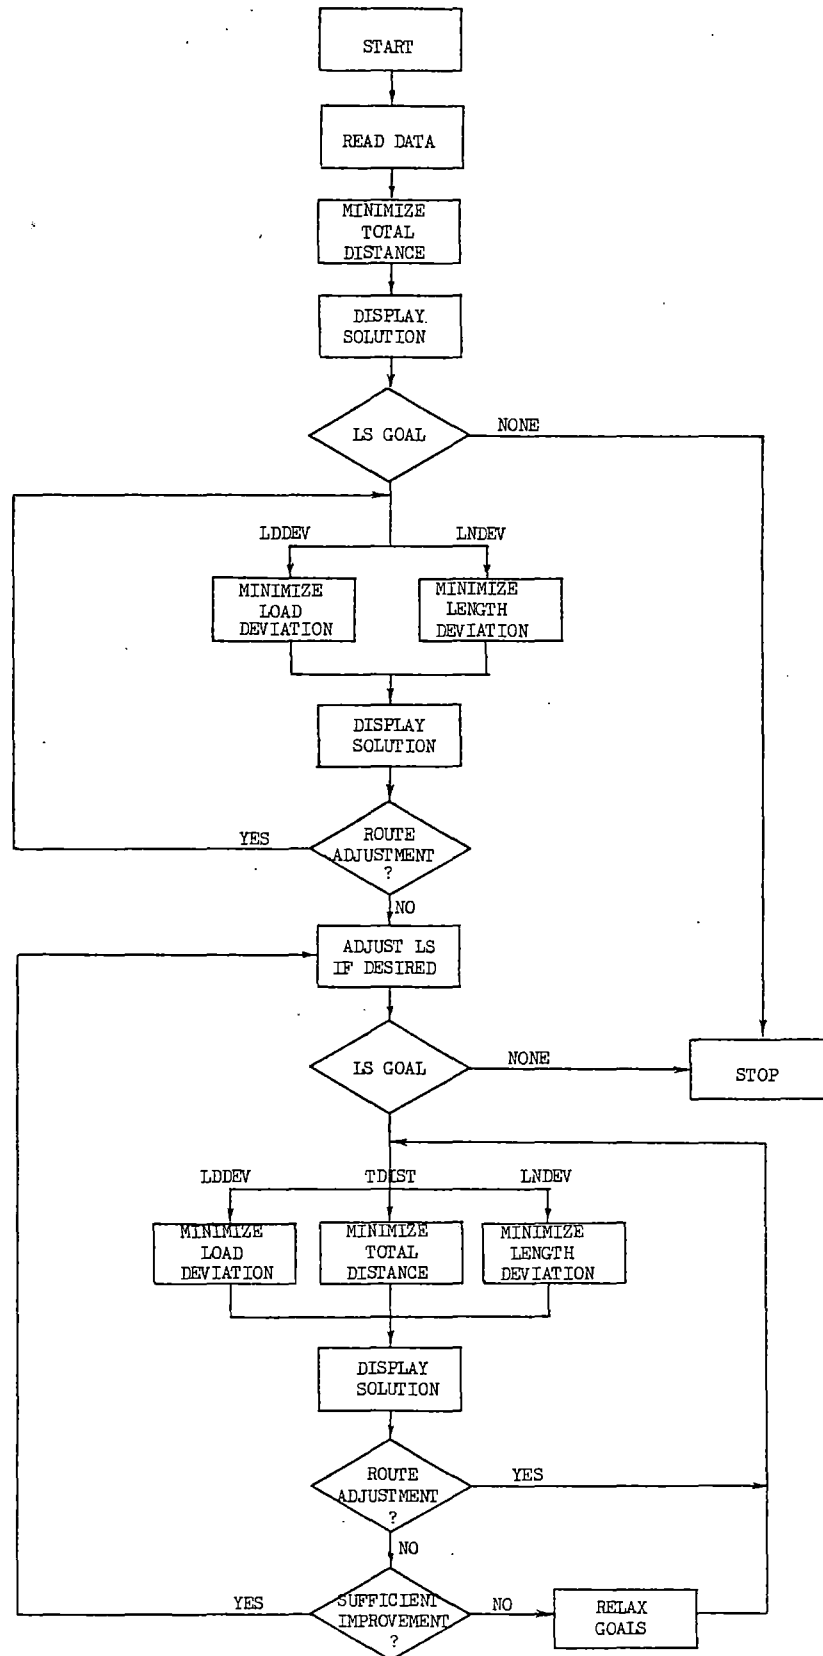 START
READ DATA
MINIMIZE
TOTAL
DISTANCE
DISPLAY
SOLUTION
LS GOAL
NONE
LDDEV
LNDEV
MINIMIZE
LOAD
DEVIATION
MINIMIZE
LENGTH
DEVIATION
DISPLAY
SOLUTION
YES
ROUTE
ADJUSTMENT
?
NO
ADJUST LS
IF DESIRED
LS GOAL
NONE
STOP
LDDEV
TDIST
LNDEV
MINIMIZE
LOAD
DEVIATION
MINIMIZE
TOTAL
DISTANCE
MINIMIZE
LENGTH
DEVIATION
DISPLAY
SOLUTION
ROUTE
ADJUSTMENT
?
YES
NO
YES
SUFFICIENT
IMPROVEMENT
?
NO
RELAX
GOALS